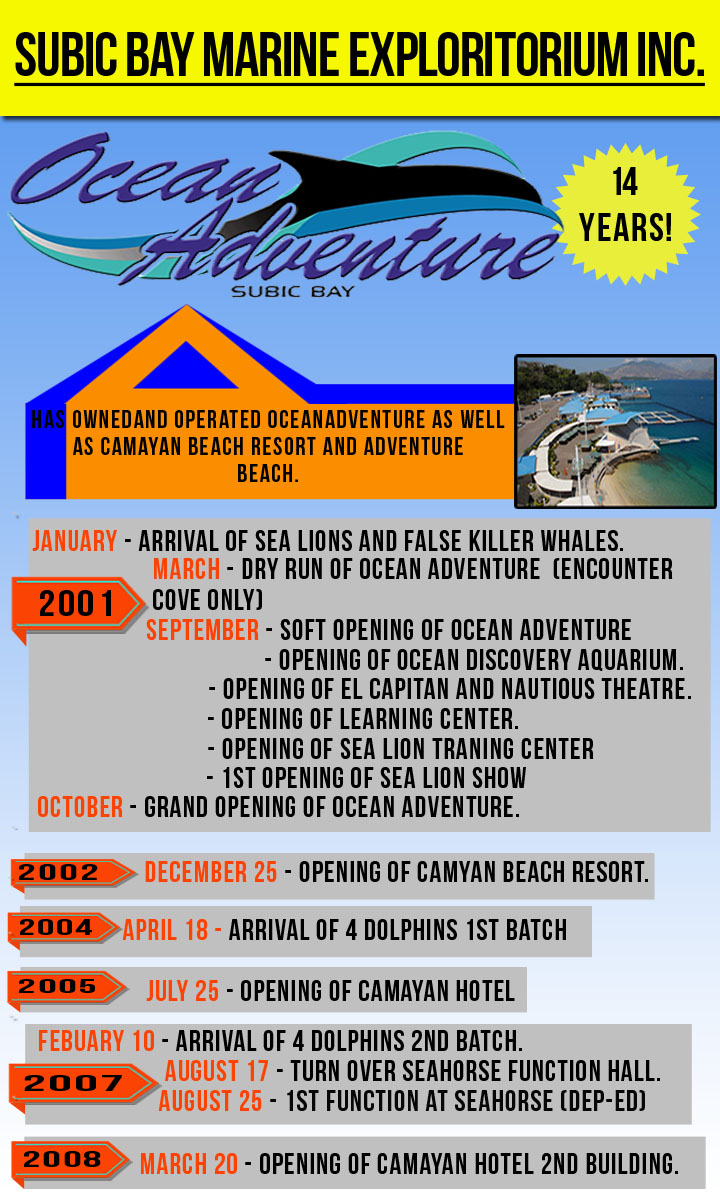 SUBIC BAY MARINE EXPLORITORIUM INC.
Ocean
Adventure
SUBIC BAY
14
YEARS!
HAS OWNEDAND OPERATED OCEANADVENTURE AS WELL
AS CAMAYAN BEACH RESORT AND ADVENTURE
BEACH.
JANUARY - ARRIVAL OF SEA LIONS AND FALSE KILLER WHALES.
MARCH - DRY RUN OF OCEAN ADVENTURE (ENCOUNTER
2001 COVE ONLY)
SEPTEMBER - SOFT OPENING OF OCEAN ADVENTURE
- OPENING OF OCEAN DISCOVERY AQUARIUM.
- OPENING OF EL CAPITAN AND NAUTIOUS THEATRE.
- OPENING OF LEARNING CENTER.
- OPENING OF SEA LION TRANING CENTER
- 1ST OPENING OF SEA LION SHOW
OCTOBER - GRAND OPENING OF OCEAN ADVENTURE.
2002 DECEMBER 25 - OPENING OF CAMYAN BEACH RESORT.
2004 APRIL 18 - ARRIVAL OF 4 DOLPHINS 1ST BATCH
2005 JULY 25 - OPENING OF CAMAYAN HOTEL
FEBUARY 10 - ARRIVAL OF 4 DOLPHINS 2ND BATCH.
2007 AUGUST 17 - TURN OVER SEAHORSE FUNCTION HALL.
AUGUST 25 - 1ST FUNCTION AT SEAHORSE (DEP-ED)
2008 MARCH 20 - OPENING OF CAMAYAN HOTEL 2ND BUILDING.